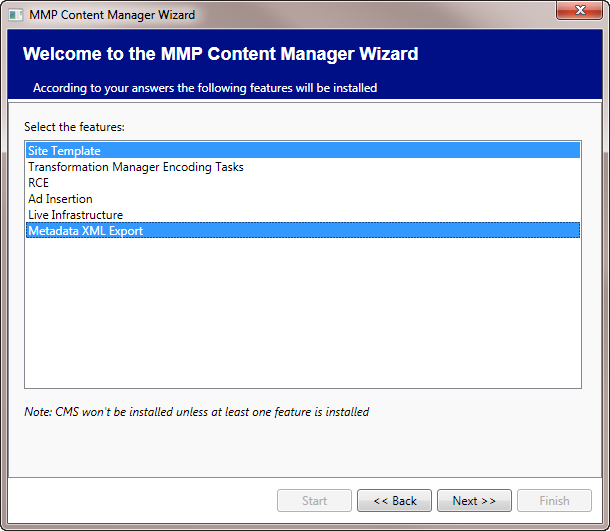 MMP Content Manager Wizard
Welcome to the MMP Content Manager Wizard
According to your answers the following features will be installed
Select the features:
Site Template
Transformation Manager Encoding Tasks
RCE
Ad Insertion
Live Infrastructure
Metadata XML Export
Note: CMS won't be installed unless at least one feature is installed
Start << Back Next >> Finish